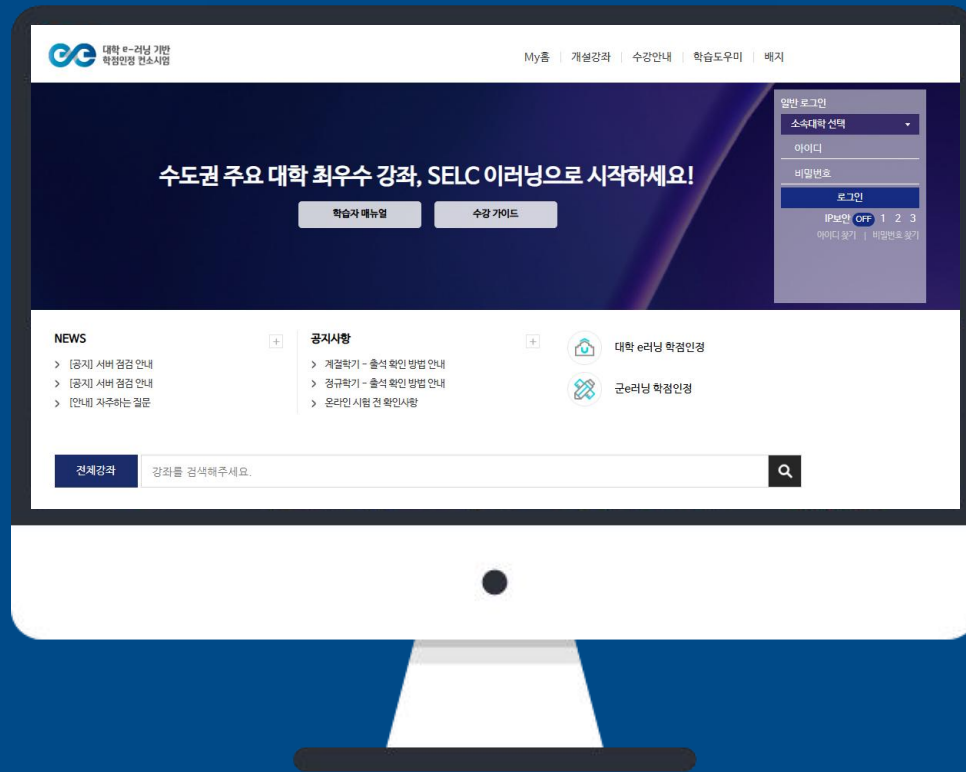 대학 e-러닝 기반
학점인정 컨소시엄
My홈 | 개설강좌 | 수강안내 | 학습도우미 | 배지
일반 로그인
소속대학 선택
아이디
비밀번호
로그인
IP보안 OFF 1 2 3
아이디 찾기 | 비밀번호 찾기
수도권 주요 대학 최우수 강좌, SELC 이러닝으로 시작하세요!
학습자 매뉴얼
수강 가이드
NEWS
> [공지] 서버 점검 안내
> [공지] 서버 점검 안내
> [안내] 자주하는 질문
공지사항
> 계절학기 - 출석 확인 방법 안내
> 정규학기 - 출석 확인 방법 안내
> 온라인 시험 전 확인사항
대학 e러닝 학점인정
군e러닝 학점인정
전체강좌
강좌를 검색해주세요.